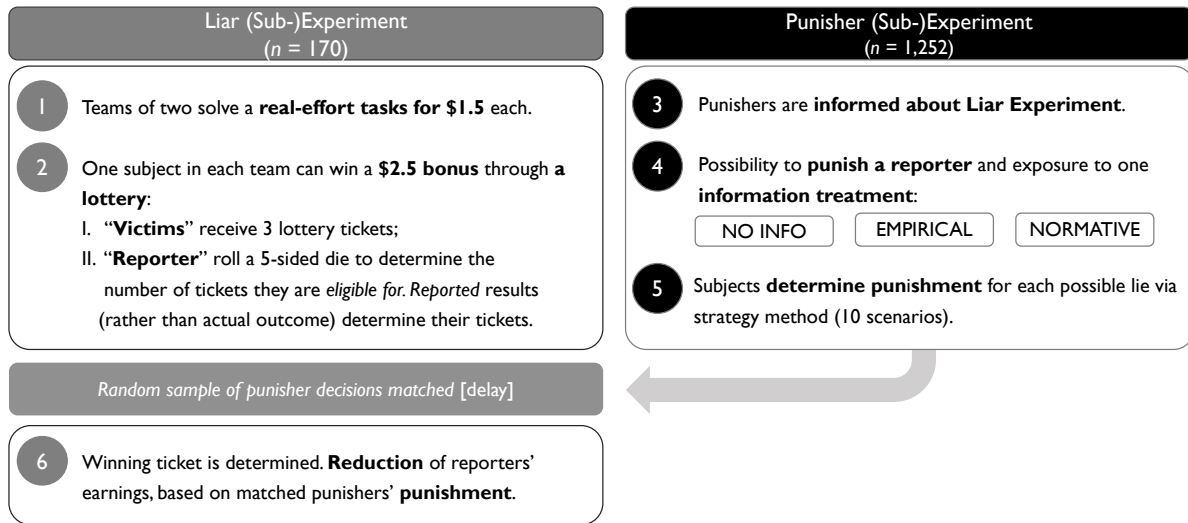 Liar (Sub-)Experiment
(n = 170)
1
Teams of two solve a real-effort tasks for $1.5 each.
2
One subject in each team can win a $2.5 bonus through a
lottery:
I. “Victims” receive 3 lottery tickets;
II. “Reporter” roll a 5-sided die to determine the
number of tickets they are eligible for. Reported results
(rather than actual outcome) determine their tickets.
Random sample of punisher decisions matched [delay]
6
Winning ticket is determined. Reduction of reporters’
earnings, based on matched punishers’ punishment.
Punisher (Sub-)Experiment
(n = 1,252)
3
Punishers are informed about Liar Experiment.
4
Possibility to punish a reporter and exposure to one
information treatment:
NO INFO EMPIRICAL NORMATIVE
5
Subjects determine punishment for each possible lie via
strategy method (10 scenarios).